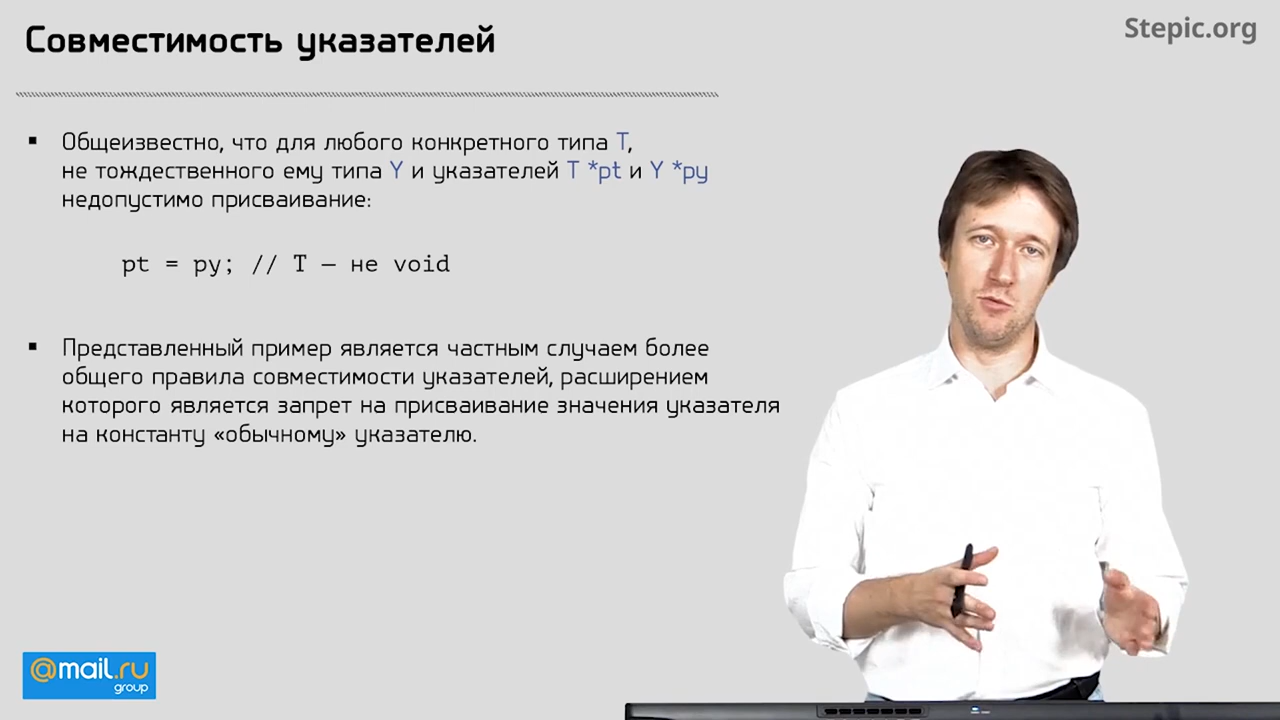 Совместимость указателей
Stepic.org
▪ Общеизвестно, что для любого конкретного типа T,
не тождественного ему типа Y и указателей T *pt и Y *py
недопустимо присваивание:
pt = py; // T – не void
▪ Представленный пример является частным случаем более
общего правила совместимости указателей, расширением
которого является запрет на присваивание значения указателя
на константу «обычному» указателю.
@mail.ru
group